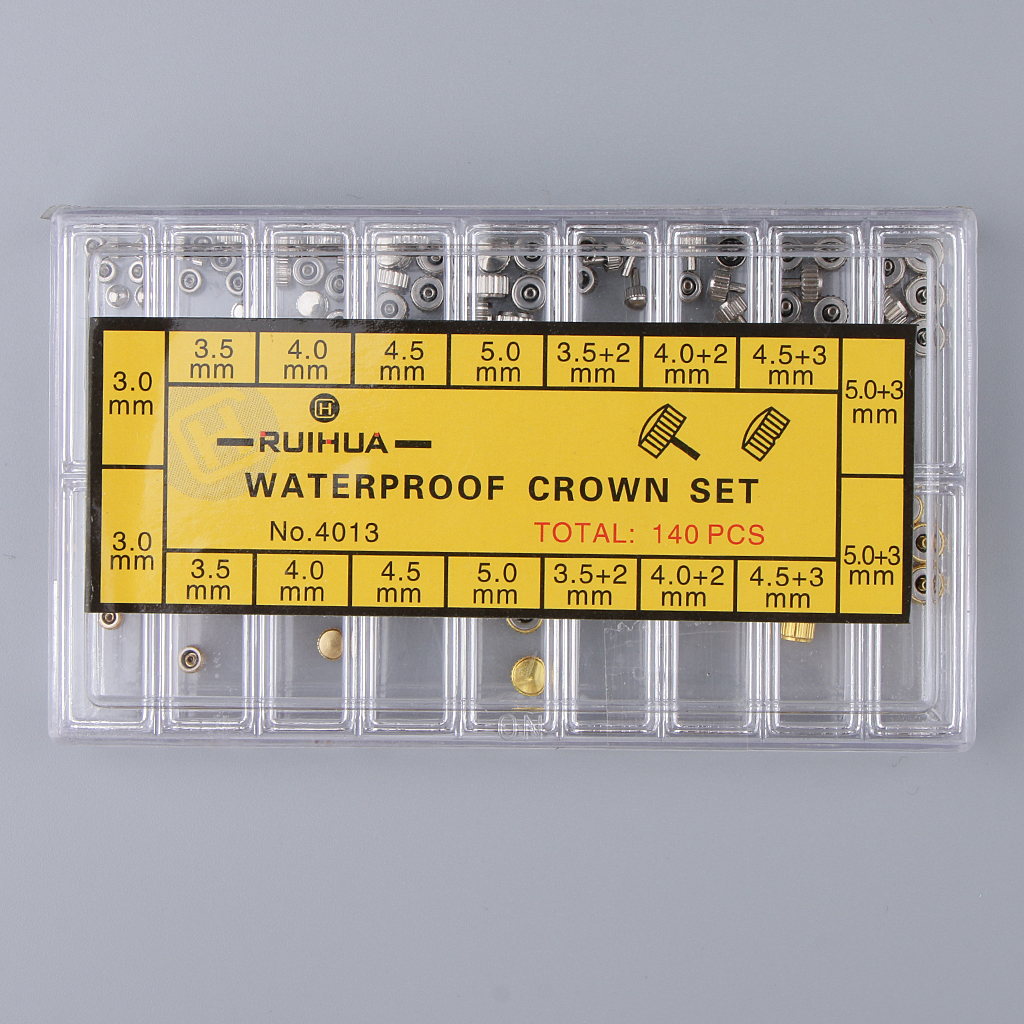 3.0 mm
3.5 mm
4.0 mm
4.5 mm
5.0 mm
3.5+2 mm
4.0+2 mm
4.5+3 mm
5.0+3 mm
H
RUIHUA
WATERPROOF CROWN SET
No.4013
TOTAL: 140 PCS
3.0 mm
3.5 mm
4.0 mm
4.5 mm
5.0 mm
3.5+2 mm
4.0+2 mm
4.5+3 mm
5.0+3 mm
ON